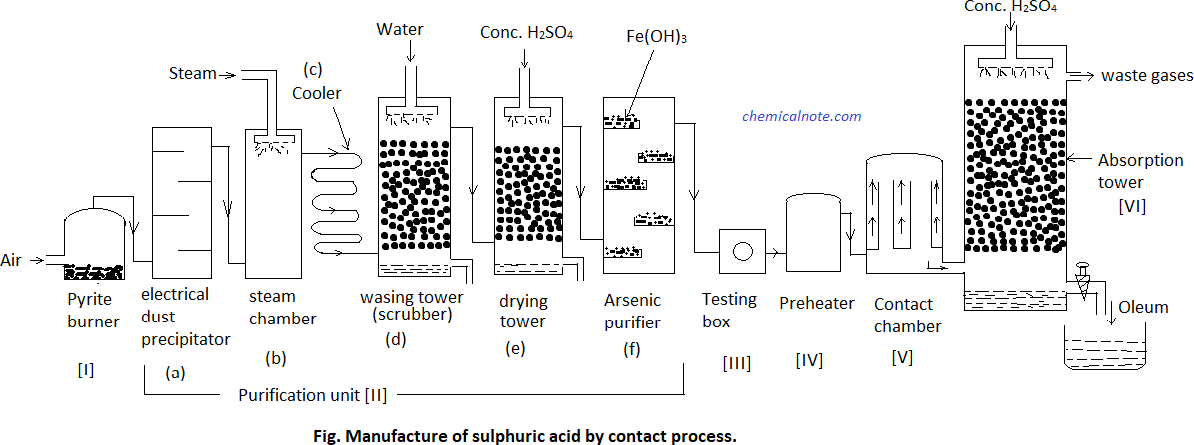 Conc. H₂SO₄
Water
Conc. H₂SO₄
Fe(OH)₃
Steam
(c)
Cooler
chemicalnote.com
waste gases
Absorption
tower
[VI]
Air
Pyrite
burner
[I]
electrical
dust
precipitator
(a)
steam
chamber
(b)
wasing tower
(scrubber)
(d)
drying
tower
(e)
Arsenic
purifier
(f)
Testing
box
[III]
Preheater
[IV]
Contact
chamber
[V]
Oleum
Purification unit [II]
Fig. Manufacture of sulphuric acid by contact process.